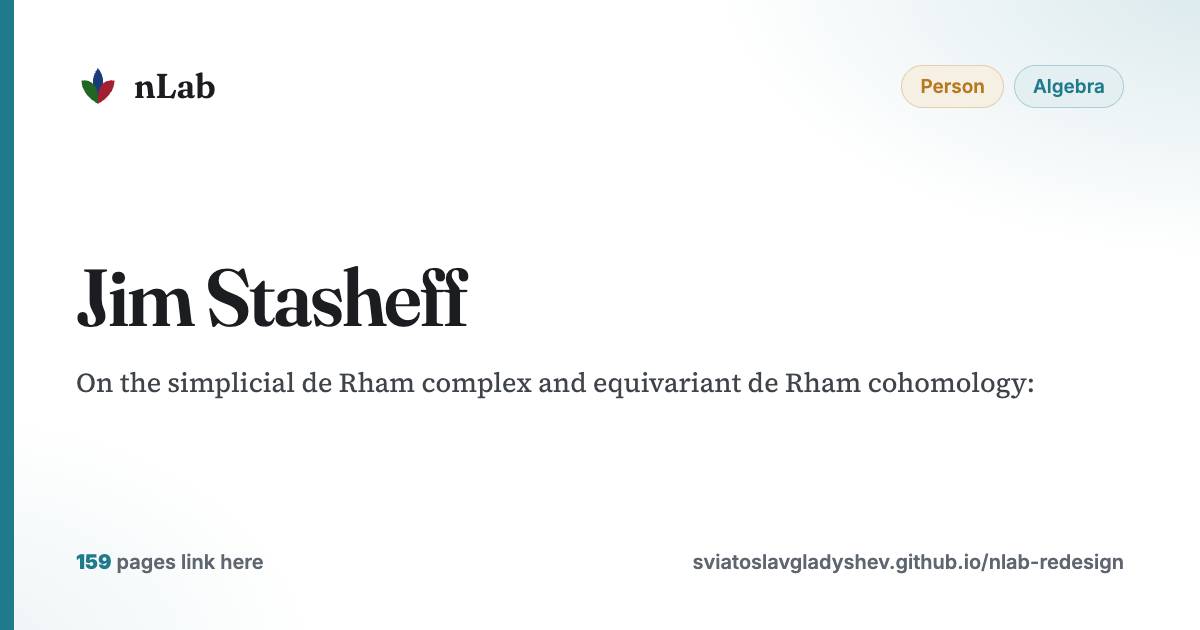 nLab
Person
Algebra
Jim Stasheff
On the simplicial de Rham complex and equivariant de Rham cohomology:
159 pages link here
sviatoslavgladyshev.github.io/nlab-redesign